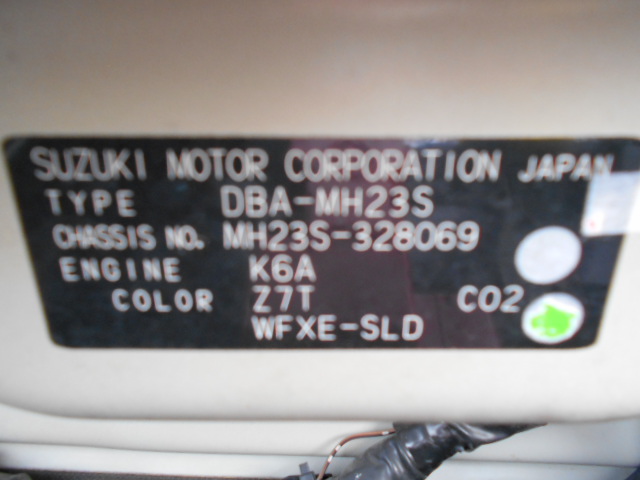 SUZUKI MOTOR CORPORATION JAPAN
TYPE DBA-MH23S
CHASSIS NO. MH23S-328069
ENGINE K6A
COLOR Z7T CO2
WFXE-SLD